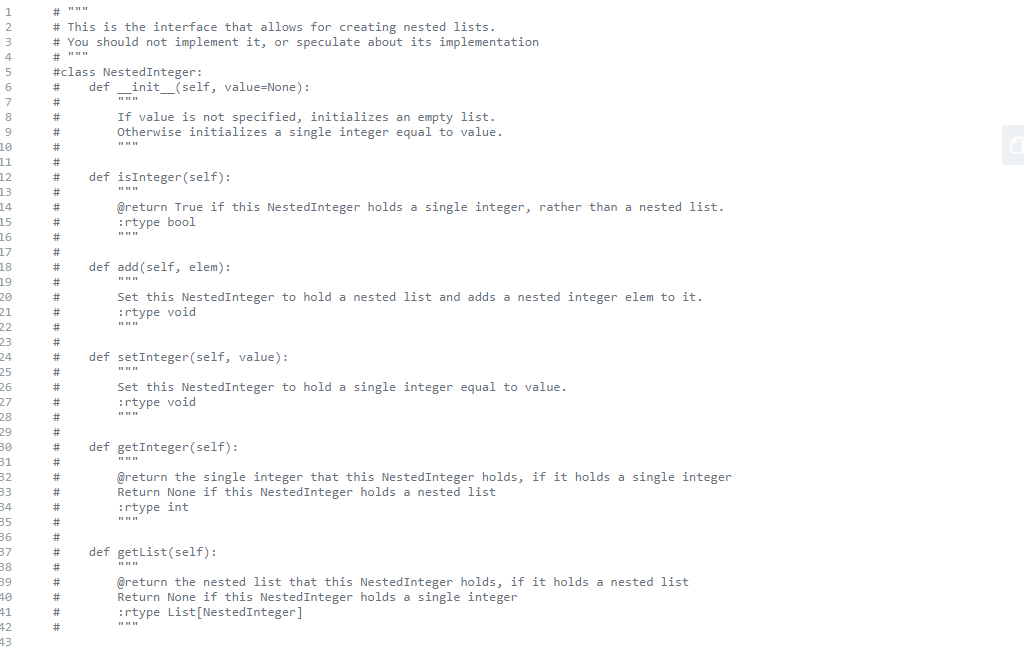 1 # """
2 # This is the interface that allows for creating nested lists.
3 # You should not implement it, or speculate about its implementation
4 # """
5 #class NestedInteger:
6 #    def __init__(self, value=None):
7 #        """
8 #        If value is not specified, initializes an empty list.
9 #        Otherwise initializes a single integer equal to value.
10 #        """
11 #
12 #    def isInteger(self):
13 #        """
14 #        @return True if this NestedInteger holds a single integer, rather than a nested list.
15 #        :rtype bool
16 #        """
17 #
18 #    def add(self, elem):
19 #        """
20 #        Set this NestedInteger to hold a nested list and adds a nested integer elem to it.
21 #        :rtype void
22 #        """
23 #
24 #    def setInteger(self, value):
25 #        """
26 #        Set this NestedInteger to hold a single integer equal to value.
27 #        :rtype void
28 #        """
29 #
30 #    def getInteger(self):
31 #        """
32 #        @return the single integer that this NestedInteger holds, if it holds a single integer
33 #        Return None if this NestedInteger holds a nested list
34 #        :rtype int
35 #        """
36 #
37 #    def getList(self):
38 #        """
39 #        @return the nested list that this NestedInteger holds, if it holds a nested list
40 #        Return None if this NestedInteger holds a single integer
41 #        :rtype List[NestedInteger]
42 #        """
43